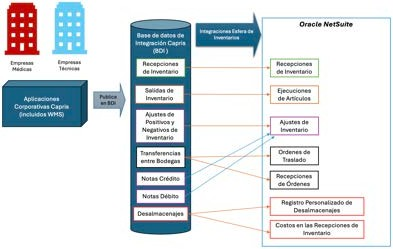 Empresas
Médicas
Empresas
Técnicas
Aplicaciones
Corporativas Capris
(incluidos WMS)
Publica
en BDI
Base de datos de
Integración Capris
(BDI )
Recepciones
de Inventario
Salidas de
Inventario
Ajustes de
Positivos y
Negativos de
Inventario
Transferencias
entre Bodegas
Notas Crédito
Notas Débito
Desalmacenajes
Integraciones Esfera de
Inventarios
Oracle NetSuite
Recepciones
de Inventario
Ejecuciones
de Artículos
Ajustes de
Inventario
Ordenes de
Traslado
Recepciones
de Órdenes
Registro Personalizado de
Desalmacenajes
Costos en las Recepciones de
Inventario